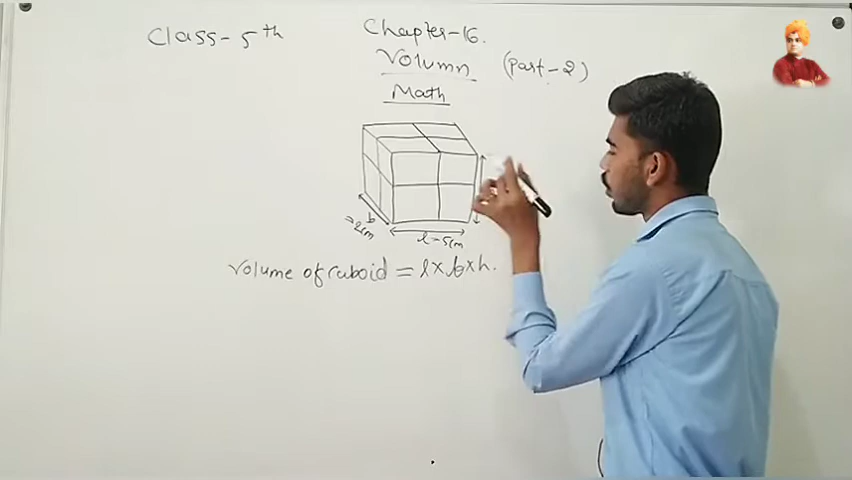 Class-5th
Chapter-16.
Volumn (Part-2)
Math
b
=2cm
l=5cm
Volume of cuboid = l×b×h.